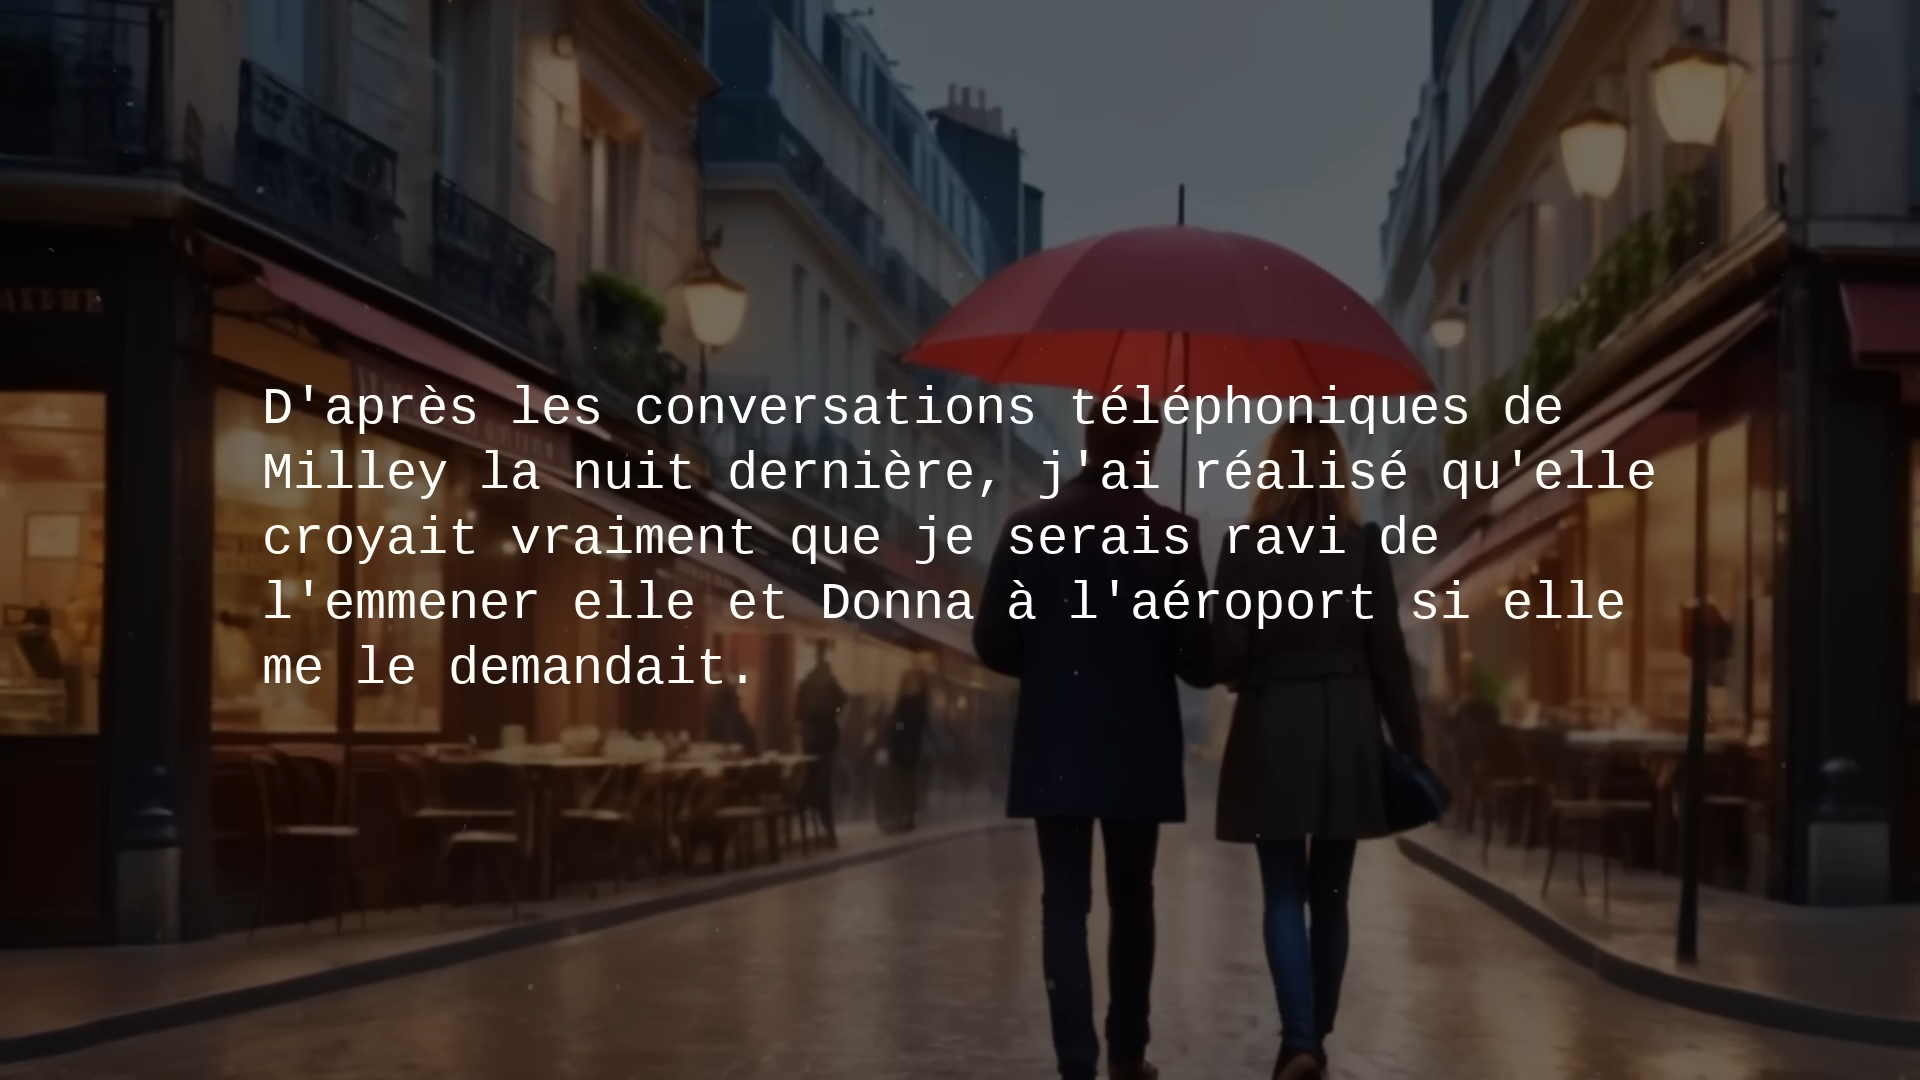 D'après les conversations téléphoniques de
Milley la nuit dernière, j'ai réalisé qu'elle
croyait vraiment que je serais ravi de
l'emmener elle et Donna à l'aéroport si elle
me le demandait.